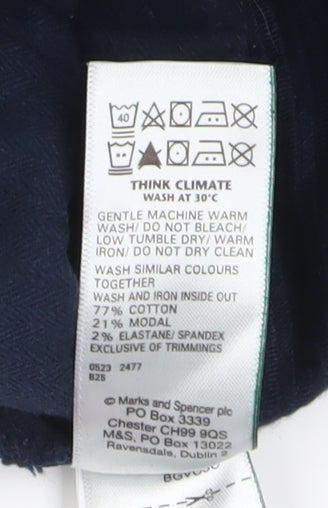 40
THINK CLIMATE
WASH AT 30°C
GENTLE MACHINE WARM
WASH/ DO NOT BLEACH/
LOW TUMBLE DRY/ WARM
IRON/ DO NOT DRY CLEAN
WASH SIMILAR COLOURS
TOGETHER
WASH AND IRON INSIDE OUT
77% COTTON
21% MODAL
2% ELASTANE/ SPANDEX
EXCLUSIVE OF TRIMMINGS
0523 2477
B25
© Marks and Spencer plc
PO Box 3339
Chester CH99 9QS
M&S, PO Box 13022
Ravensdale, Dublin 2